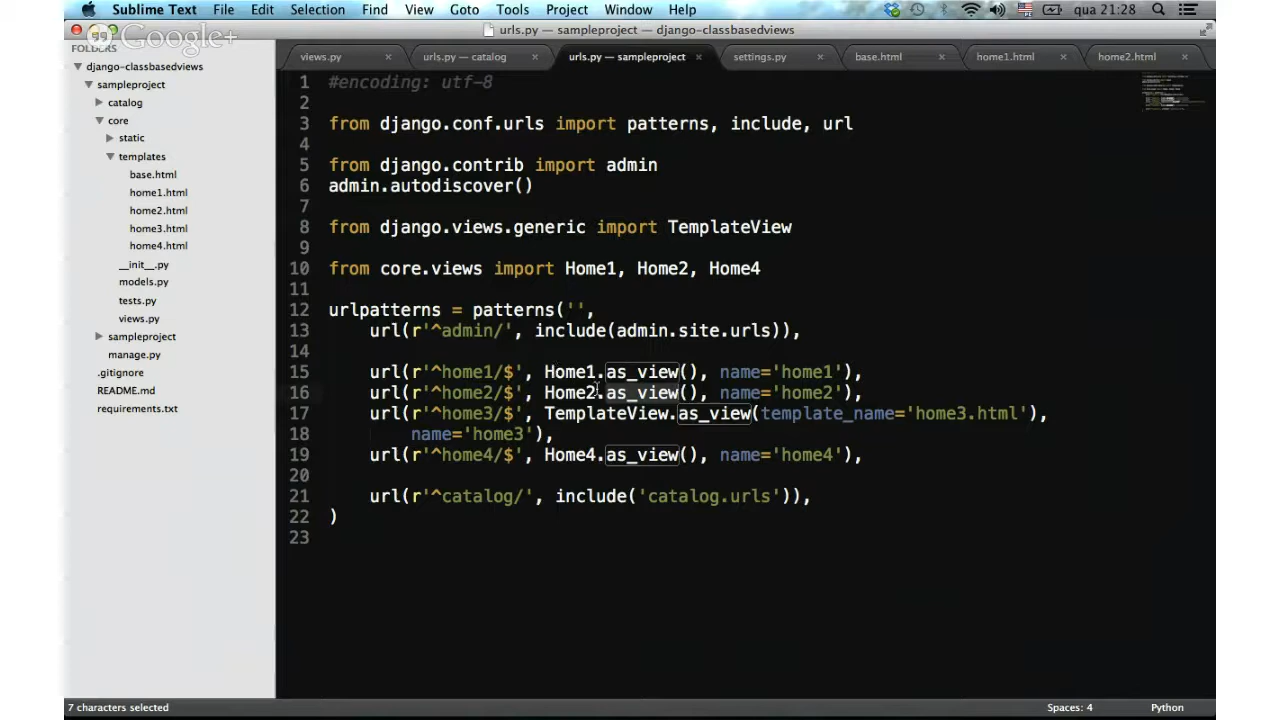 Sublime Text File Edit Selection Find View Goto Tools Project Window Help qua 21:28
urls.py — sampleproject — django-classbasedviews
Google+
FOLDERS
django-classbasedviews
sampleproject
catalog
core
static
templates
base.html
home1.html
home2.html
home3.html
home4.html
__init__.py
models.py
tests.py
views.py
sampleproject
manage.py
.gitignore
README.md
requirements.txt
views.py × urls.py — catalog × urls.py — sampleproject × settings.py × base.html × home1.html × home2.html ×
1 #encoding: utf-8
2
3 from django.conf.urls import patterns, include, url
4
5 from django.contrib import admin
6 admin.autodiscover()
7
8 from django.views.generic import TemplateView
9
10 from core.views import Home1, Home2, Home4
11
12 urlpatterns = patterns('',
13     url(r'^admin/', include(admin.site.urls)),
14
15     url(r'^home1/$', Home1.as_view(), name='home1'),
16     url(r'^home2/$', Home2.as_view(), name='home2'),
17     url(r'^home3/$', TemplateView.as_view(template_name='home3.html'),
18         name='home3'),
19     url(r'^home4/$', Home4.as_view(), name='home4'),
20
21     url(r'^catalog/', include('catalog.urls')),
22 )
23
7 characters selected Spaces: 4 Python